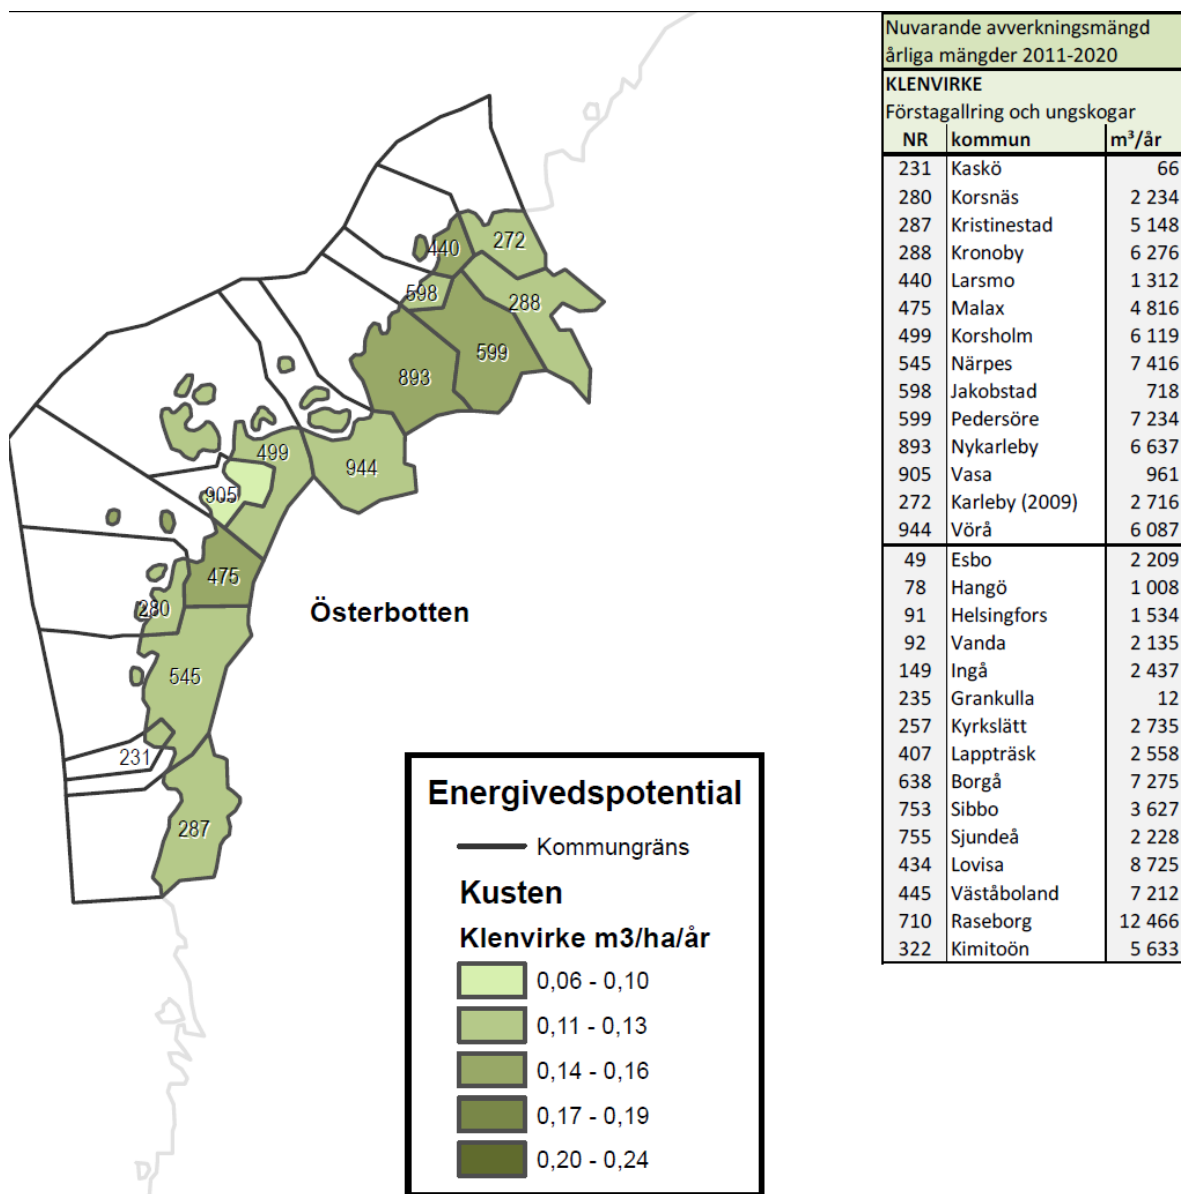 Nuvarande avverkningsmängd
årliga mängder 2011-2020
KLENVIRKE
Förstagallring och ungskogar
NR kommun m³/år
231 Kaskö 66
280 Korsnäs 2 234
287 Kristinestad 5 148
288 Kronoby 6 276
440 Larsmo 1 312
475 Malax 4 816
499 Korsholm 6 119
545 Närpes 7 416
598 Jakobstad 718
599 Pedersöre 7 234
893 Nykarleby 6 637
905 Vasa 961
272 Karleby (2009) 2 716
944 Vörå 6 087
49 Esbo 2 209
78 Hangö 1 008
91 Helsingfors 1 534
92 Vanda 2 135
149 Ingå 2 437
235 Grankulla 12
257 Kyrkslätt 2 735
407 Lappträsk 2 558
638 Borgå 7 275
753 Sibbo 3 627
755 Sjundeå 2 228
434 Lovisa 8 725
445 Väståboland 7 212
710 Raseborg 12 466
322 Kimitoön 5 633
440
272
598
288
599
893
499
944
905
475
280
Österbotten
545
231
287
Energivedspotential
Kommungräns
Kusten
Klenvirke m3/ha/år
0,06 - 0,10
0,11 - 0,13
0,14 - 0,16
0,17 - 0,19
0,20 - 0,24